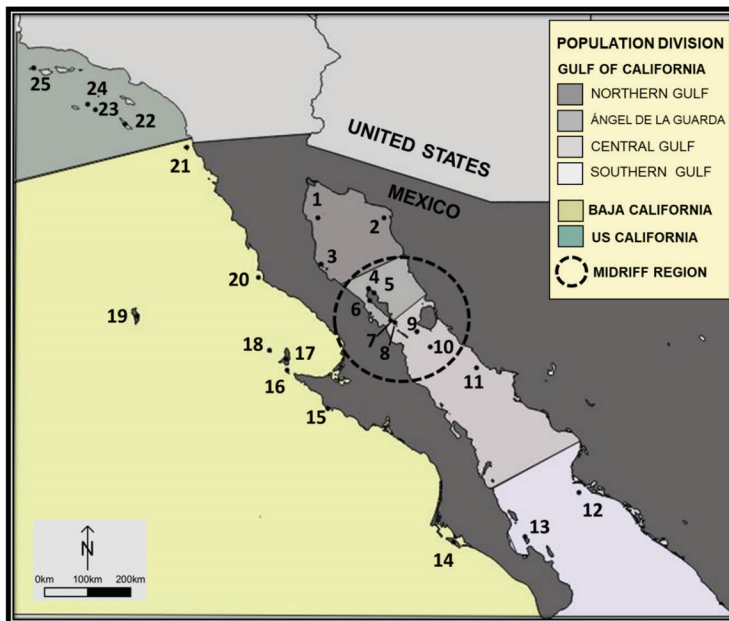 POPULATION DIVISION
GULF OF CALIFORNIA
NORTHERN GULF
ÁNGEL DE LA GUARDA
CENTRAL GULF
SOUTHERN GULF
BAJA CALIFORNIA
US CALIFORNIA
MIDRIFF REGION
UNITED STATES
MEXICO
25
24
23
22
21
1
2
3
4
5
6
7
8
9
10
11
20
19
18
17
16
15
12
13
14
N
0km 100km 200km